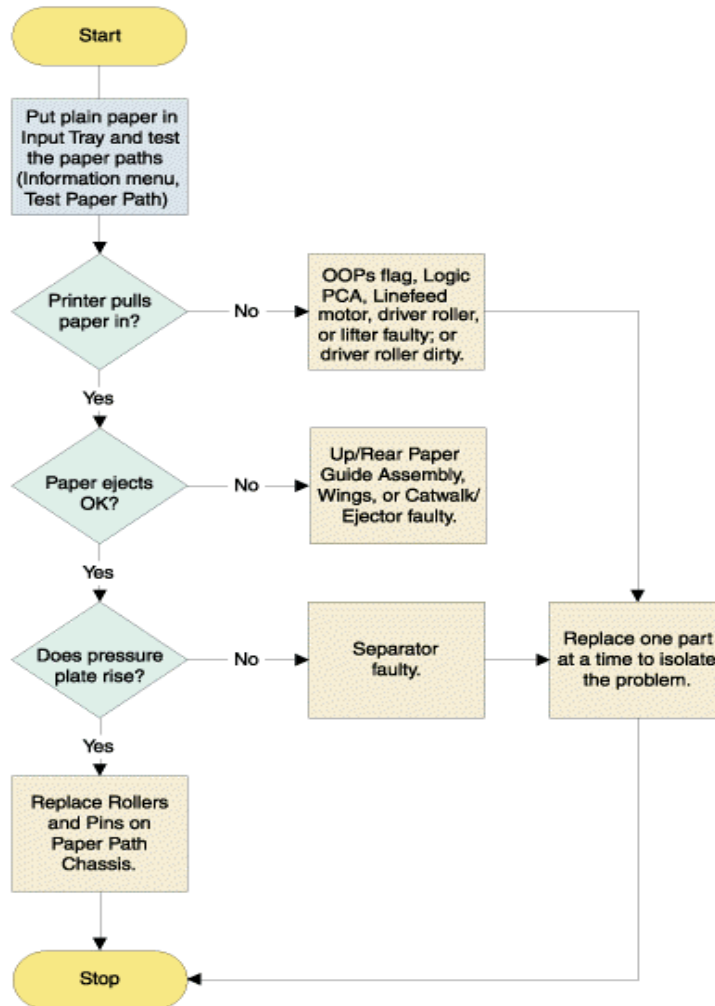 Start
Put plain paper in
Input Tray and test
the paper paths
(Information menu,
Test Paper Path)
Printer pulls
paper in?
No
OOPs flag, Logic
PCA, Linefeed
motor, driver roller,
or lifter faulty; or
driver roller dirty.
Yes
Paper ejects
OK?
No
Up/Rear Paper
Guide Assembly,
Wings, or Catwalk/
Ejector faulty.
Yes
Does pressure
plate rise?
No
Separator
faulty.
Replace one part
at a time to isolate
the problem.
Yes
Replace Rollers
and Pins on
Paper Path
Chassis.
Stop